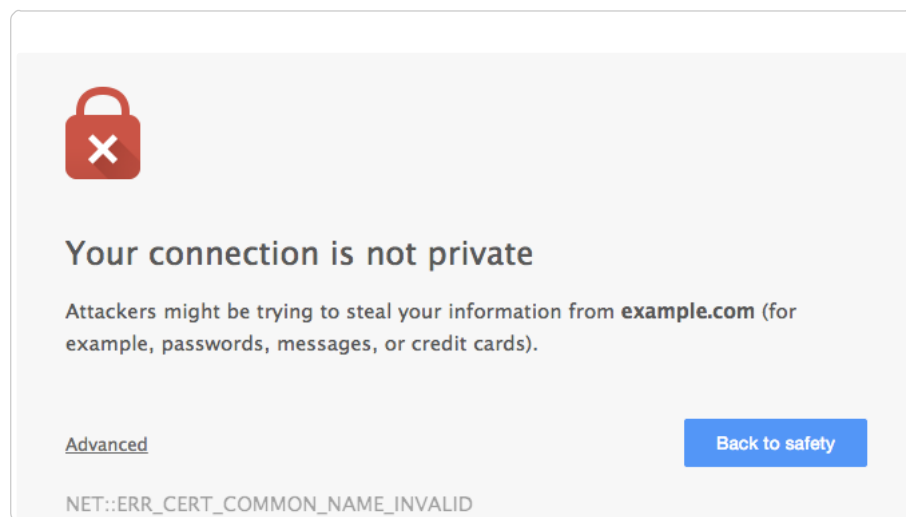 Your connection is not private
Attackers might be trying to steal your information from example.com (for
example, passwords, messages, or credit cards).
Advanced
Back to safety
NET::ERR_CERT_COMMON_NAME_INVALID